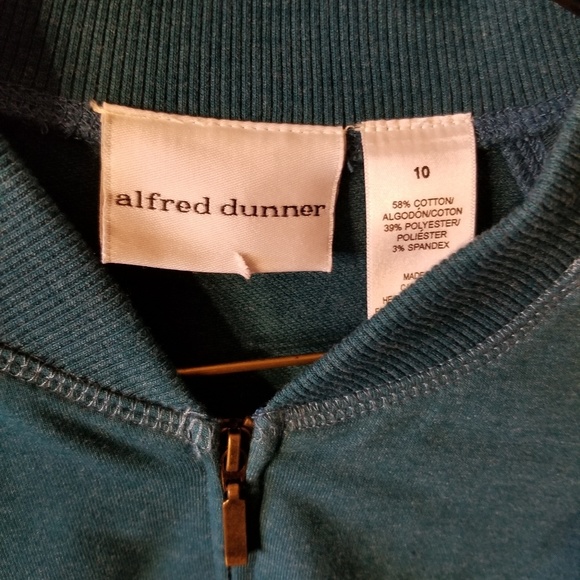 alfred dunner
10
58% COTTON/
ALGODÓN/COTON
39% POLYESTER/
POLIÉSTER
3% SPANDEX
MADE